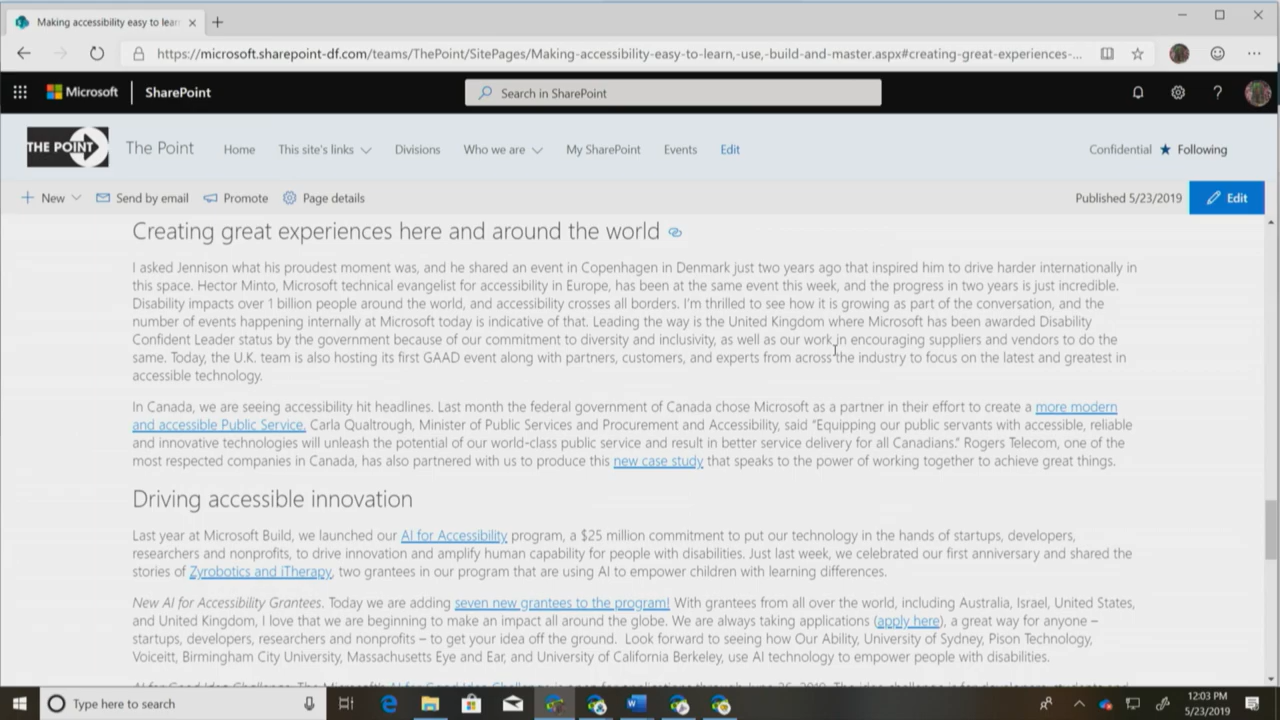 Making accessibility easy to lear
https://microsoft.sharepoint-df.com/teams/ThePoint/SitePages/Making-accessibility-easy-to-learn,-use,-build-and-master.aspx#creating-great-experiences-...
Microsoft SharePoint Search in SharePoint
THE POINT The Point Home This site's links Divisions Who we are My SharePoint Events Edit Confidential Following
New Send by email Promote Page details Published 5/23/2019 Edit
Creating great experiences here and around the world
I asked Jennison what his proudest moment was, and he shared an event in Copenhagen in Denmark just two years ago that inspired him to drive harder internationally in
this space. Hector Minto, Microsoft technical evangelist for accessibility in Europe, has been at the same event this week, and the progress in two years is just incredible.
Disability impacts over 1 billion people around the world, and accessibility crosses all borders. I'm thrilled to see how it is growing as part of the conversation, and the
number of events happening internally at Microsoft today is indicative of that. Leading the way is the United Kingdom where Microsoft has been awarded Disability
Confident Leader status by the government because of our commitment to diversity and inclusivity, as well as our work in encouraging suppliers and vendors to do the
same. Today, the U.K. team is also hosting its first GAAD event along with partners, customers, and experts from across the industry to focus on the latest and greatest in
accessible technology.
In Canada, we are seeing accessibility hit headlines. Last month the federal government of Canada chose Microsoft as a partner in their effort to create a more modern
and accessible Public Service. Carla Qualtrough, Minister of Public Services and Procurement and Accessibility, said "Equipping our public servants with accessible, reliable
and innovative technologies will unleash the potential of our world-class public service and result in better service delivery for all Canadians." Rogers Telecom, one of the
most respected companies in Canada, has also partnered with us to produce this new case study that speaks to the power of working together to achieve great things.
Driving accessible innovation
Last year at Microsoft Build, we launched our AI for Accessibility program, a $25 million commitment to put our technology in the hands of startups, developers,
researchers and nonprofits, to drive innovation and amplify human capability for people with disabilities. Just last week, we celebrated our first anniversary and shared the
stories of Zyrobotics and iTherapy, two grantees in our program that are using AI to empower children with learning differences.
New AI for Accessibility Grantees. Today we are adding seven new grantees to the program! With grantees from all over the world, including Australia, Israel, United States,
and United Kingdom, I love that we are beginning to make an impact all around the globe. We are always taking applications (apply here), a great way for anyone –
startups, developers, researchers and nonprofits – to get your idea off the ground. Look forward to seeing how Our Ability, University of Sydney, Pison Technology,
Voiceitt, Birmingham City University, Massachusetts Eye and Ear, and University of California Berkeley, use AI technology to empower people with disabilities.
Type here to search
12:03 PM
5/23/2019